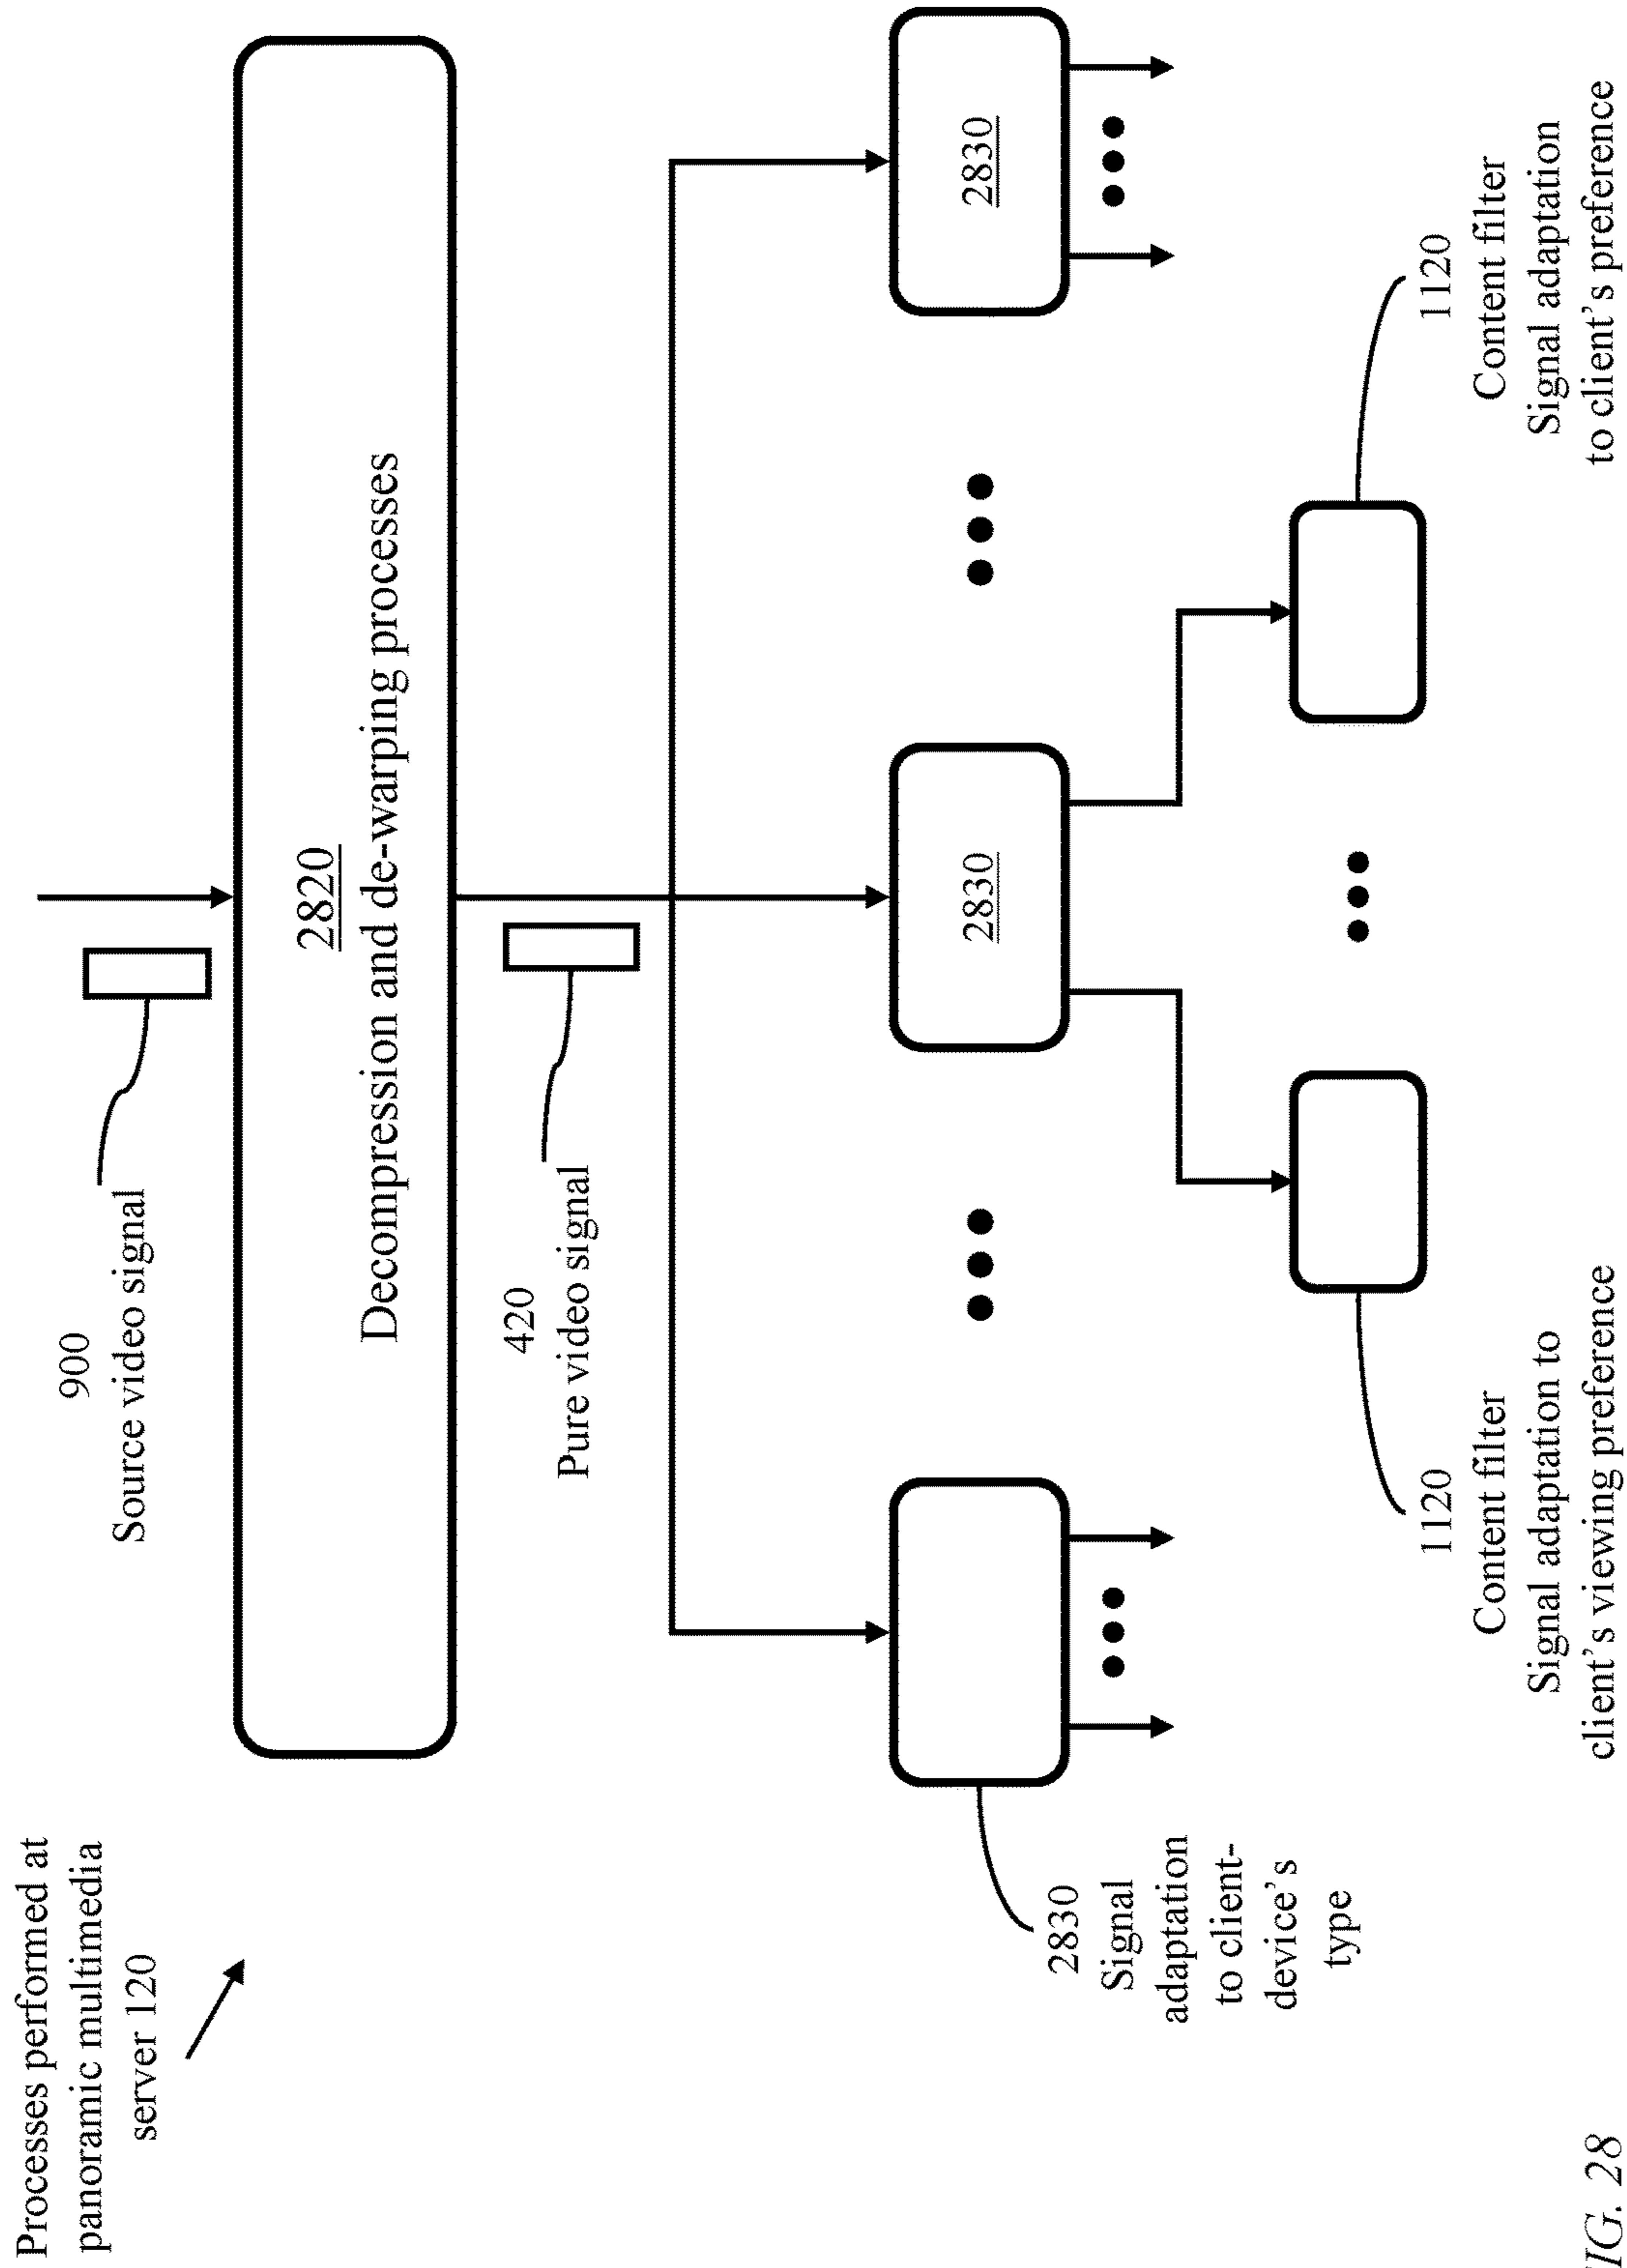 Processes performed at
panoramic multimedia
server 120
900
Source video signal
2820
Decompression and de-warping processes
420
Pure video signal
2830
Signal
adaptation
to client-
device's
type
2830
2830
1120
Content filter
Signal adaptation to
client's viewing preference
1120
Content filter
Signal adaptation
to client's preference
IG. 28